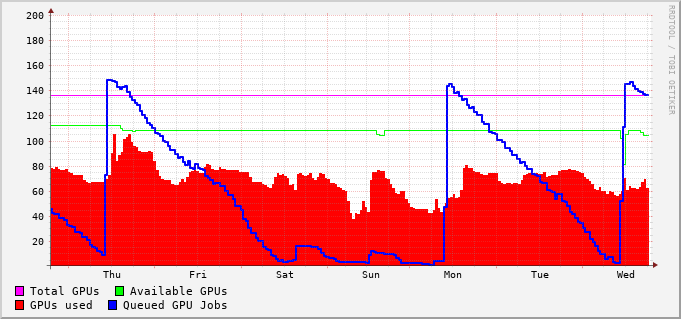 200
180
160
140
120
100
80
60
40
20
Thu Fri Sat Sun Mon Tue Wed
Total GPUs Available GPUs
GPUs used Queued GPU Jobs
RRDTOOL / TOBI OETIKER